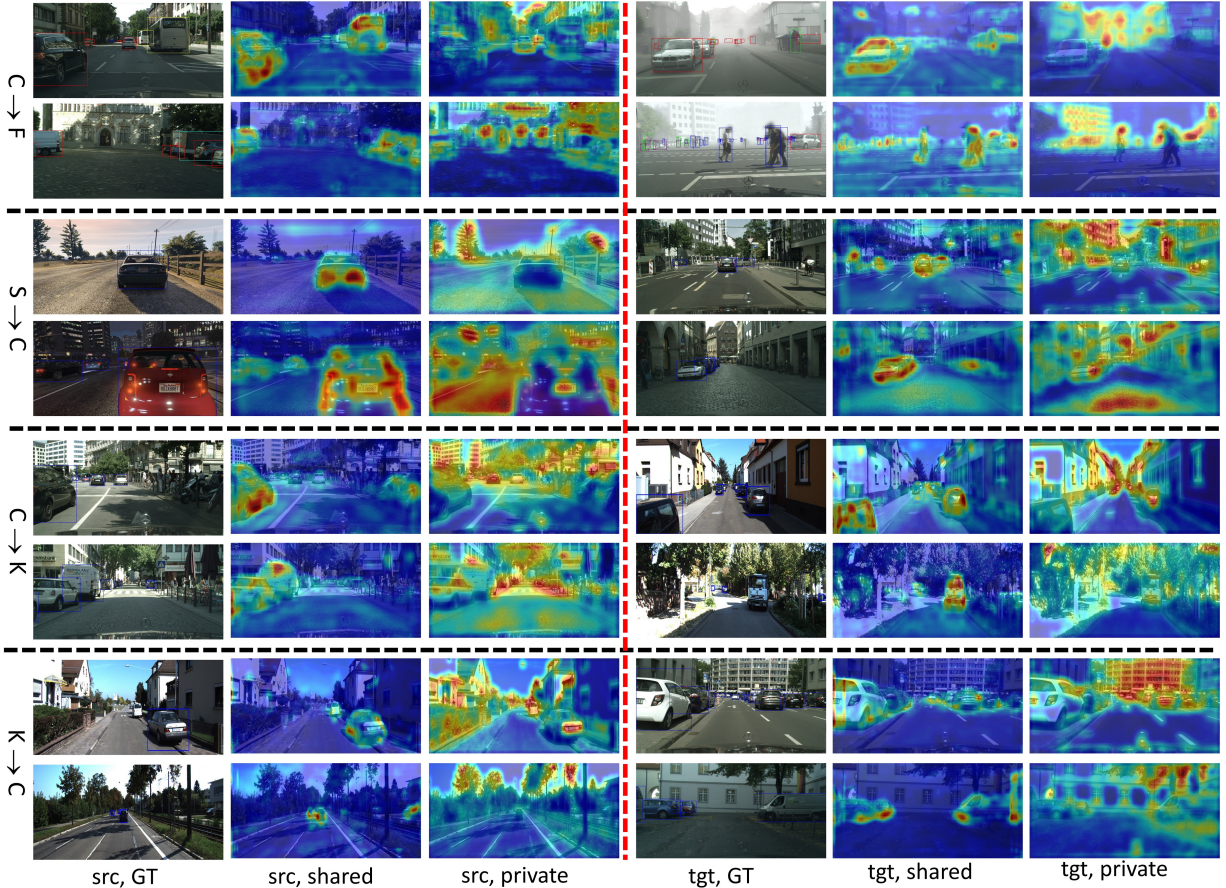 C → F
S → C
C → K
K → C
src, GT src, shared src, private tgt, GT tgt, shared tgt, private